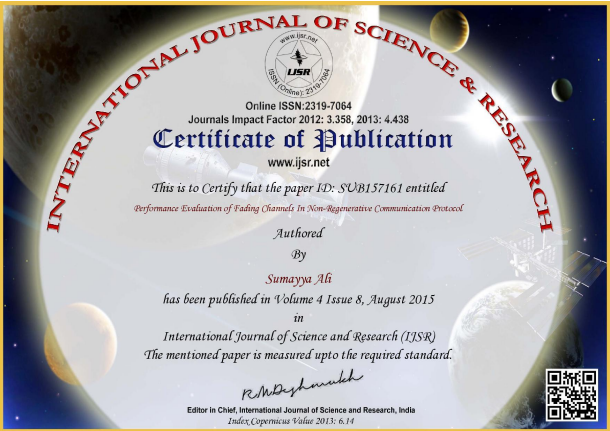 INTERNATIONAL JOURNAL OF SCIENCE & RESEARCH
www.ijsr.net
IJSR
ISSN (Online): 2319-7064
Online ISSN:2319-7064
Journals Impact Factor 2012: 3.358, 2013: 4.438
Certificate of Publication
www.ijsr.net
This is to Certify that the paper ID: SUB157161 entitled
Performance Evaluation of Fading Channels In Non-Regenerative Communication Protocol
Authored
By
Sumayya Ali
has been published in Volume 4 Issue 8, August 2015
in
International Journal of Science and Research (IJSR)
The mentioned paper is measured upto the required standard.
R.M.Deshmukh
Editor in Chief, International Journal of Science and Research, India
Index Copernicus Value 2013: 6.14